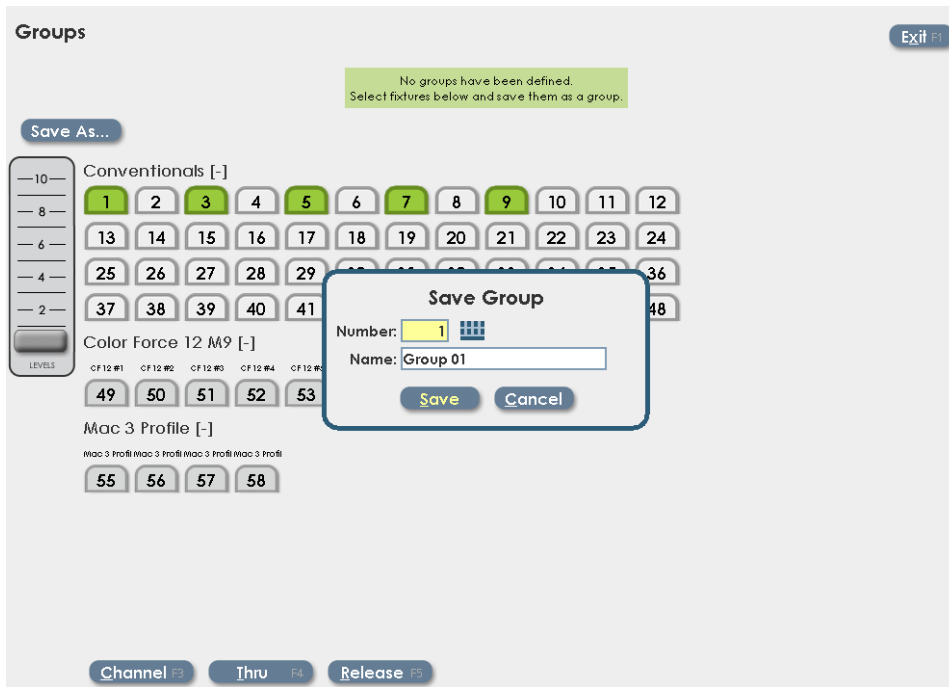 Groups
Exit F1
No groups have been defined.
Select fixtures below and save them as a group.
Save As...
10
8
6
4
2
LEVELS
Conventionals [-]
1 2 3 4 5 6 7 8 9 10 11 12
13 14 15 16 17 18 19 20 21 22 23 24
25 26 27 28 29 36
37 38 39 40 41 48
Save Group
Number: 1
Name: Group 01
Save Cancel
Color Force 12 M9 [-]
CF12 #1 CF12 #2 CF12 #3 CF12 #4 CF12
49 50 51 52 53
Mac 3 Profile [-]
Mac 3 Profil Mac 3 Profil Mac 3 Profil Mac 3 Profil
55 56 57 58
Channel F3 Thru F4 Release F5